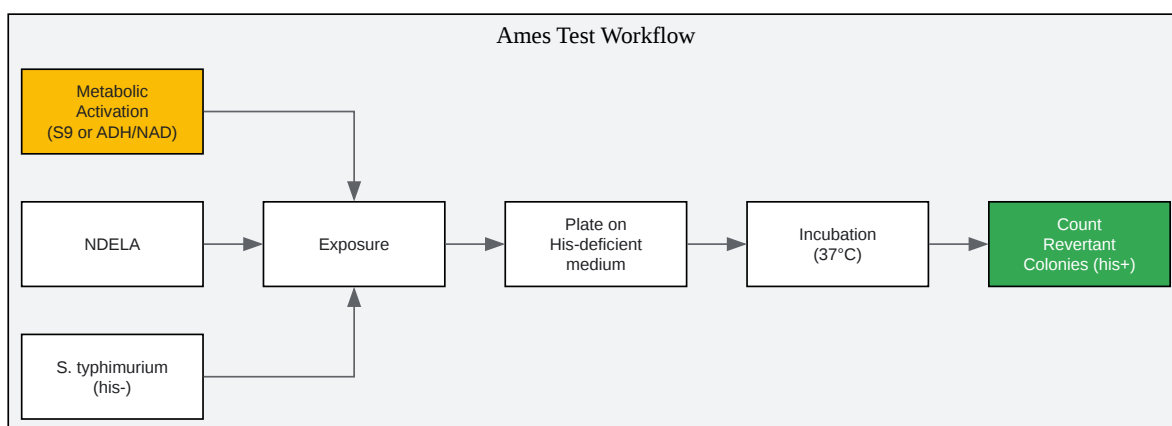 Ames Test Workflow
Metabolic
Activation
(S9 or ADH/NAD)
NDELA
S. typhimurium
(his-)
Exposure
Plate on
His-deficient
medium
Incubation
(37°C)
Count
Revertant
Colonies (his+)